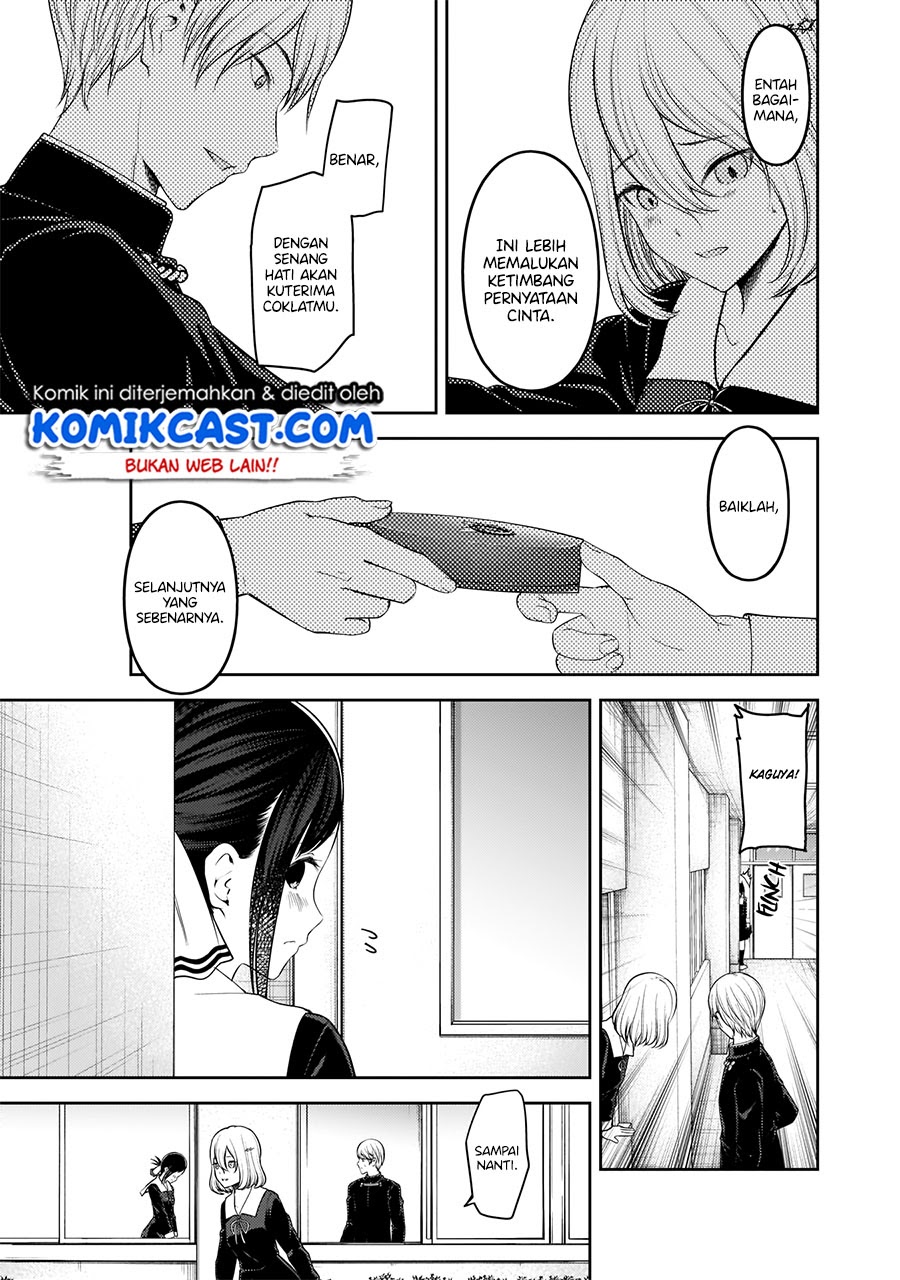 ENTAH
BAGAI-
MANA,
INI LEBIH
MEMALUKAN
KETIMBANG
PERNYATAAN
CINTA.
BENAR,
DENGAN
SENANG
HATI AKAN
KUTERIMA
COKLATMU.
Komik ini diterjemahkan & diedit oleh
KOMIKCAST.COM
BUKAN WEB LAIN!!
BAIKLAH,
SELANJUTNYA
YANG
SEBENARNYA.
KAGUYA!
FLINCH
SAMPAI
NANTI.